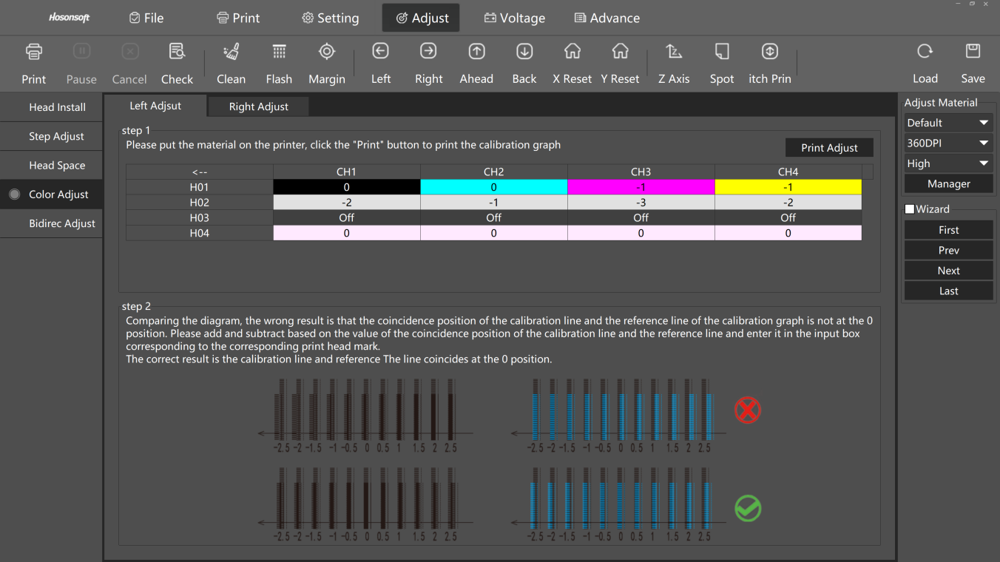 Hosonsoft File Print Setting Adjust Voltage Advance
Print Pause Cancel Check Clean Flash Margin Left Right Ahead Back X Reset Y Reset Z Axis Spot itch Prin Load Save
Head Install
Step Adjust
Head Space
Color Adjust
Bidirec Adjust
Left Adjsut Right Adjust
step 1
Please put the material on the printer, click the "Print" button to print the calibration graph
Print Adjust
<-- CH1 CH2 CH3 CH4
H01 0 0 -1 -1
H02 -2 -1 -3 -2
H03 Off Off Off Off
H04 0 0 0 0
step 2
Comparing the diagram, the wrong result is that the coincidence position of the calibration line and the reference line of the calibration graph is not at the 0
position. Please add and subtract based on the value of the coincidence position of the calibration line and the reference line and enter it in the input box
corresponding to the corresponding print head mark.
The correct result is the calibration line and reference The line coincides at the 0 position.
-2.5 -2 -1.5 -1 -0.5 0 0.5 1 1.5 2 2.5
-2.5 -2 -1.5 -1 -0.5 0 0.5 1 1.5 2 2.5
-2.5 -2 -1.5 -1 -0.5 0 0.5 1 1.5 2 2.5
-2.5 -2 -1.5 -1 -0.5 0 0.5 1 1.5 2 2.5
Adjust Material
Default
360DPI
High
Manager
Wizard
First
Prev
Next
Last